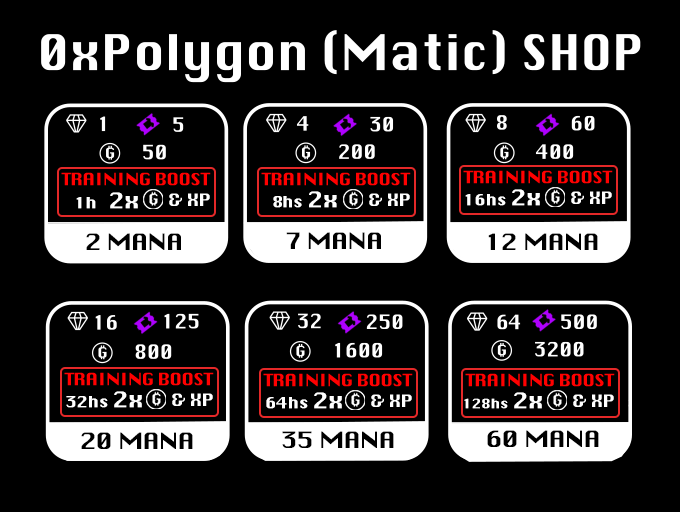 0xPolygon (Matic) SHOP
1 5
50
TRAINING BOOST
1h 2x G & XP
2 MANA
4 30
200
TRAINING BOOST
8hs 2x G & XP
7 MANA
8 60
400
TRAINING BOOST
16hs 2x G & XP
12 MANA
16 125
800
TRAINING BOOST
32hs 2x G & XP
20 MANA
32 250
1600
TRAINING BOOST
64hs 2x G & XP
35 MANA
64 500
3200
TRAINING BOOST
128hs 2x G & XP
60 MANA